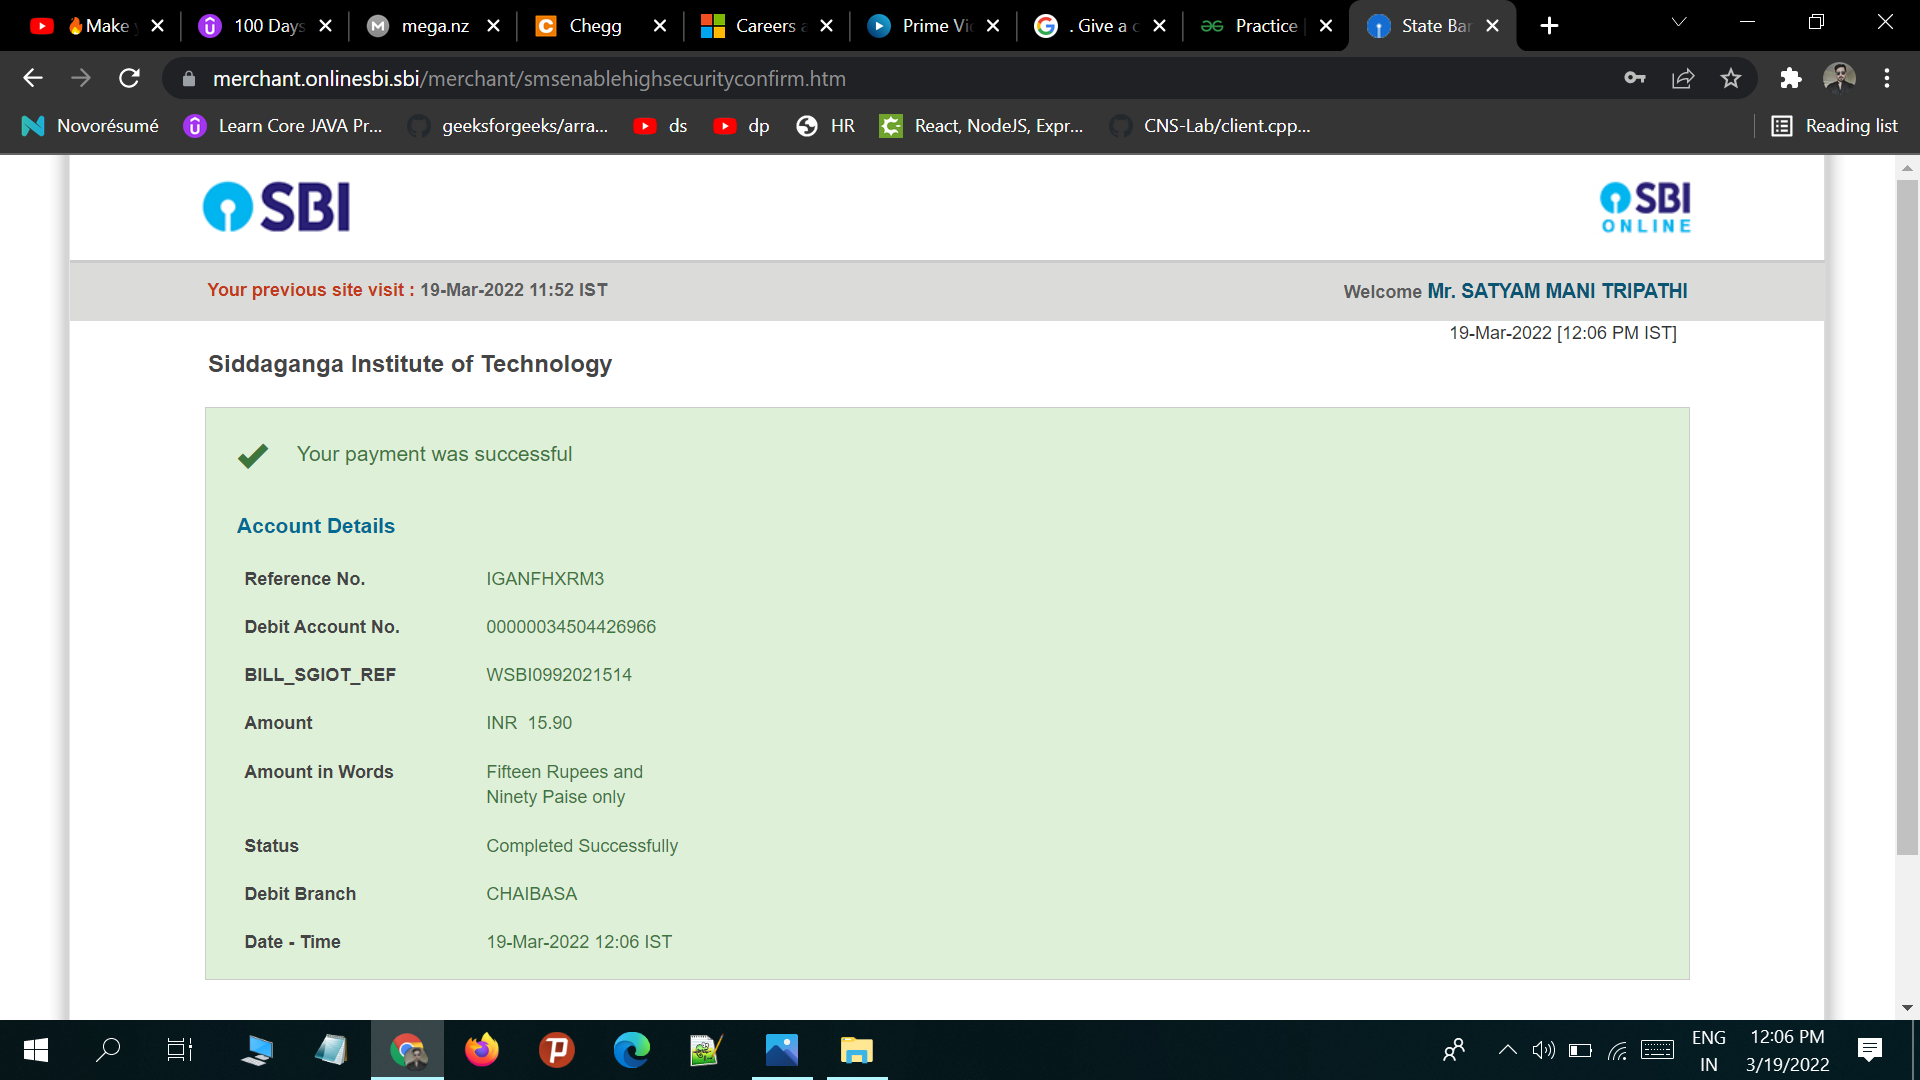 🔥Make
100 Days
mega.nz
Chegg
Careers a
Prime Vi
. Give a c
Practice
State Ban
merchant.onlinesbi.sbi/merchant/smsenablehighsecurityconfirm.htm
Novorésumé
Learn Core JAVA Pr...
geeksforgeeks/arra...
ds
dp
HR
React, NodeJS, Expr...
CNS-Lab/client.cpp...
Reading list
SBI
SBI
ONLINE
Your previous site visit : 19-Mar-2022 11:52 IST
Welcome Mr. SATYAM MANI TRIPATHI
19-Mar-2022 [12:06 PM IST]
Siddaganga Institute of Technology
Your payment was successful
Account Details
Reference No. IGANFHXRM3
Debit Account No. 00000034504426966
BILL_SGIOT_REF WSBI0992021514
Amount INR 15.90
Amount in Words Fifteen Rupees and
Ninety Paise only
Status Completed Successfully
Debit Branch CHAIBASA
Date - Time 19-Mar-2022 12:06 IST
ENG
IN
12:06 PM
3/19/2022